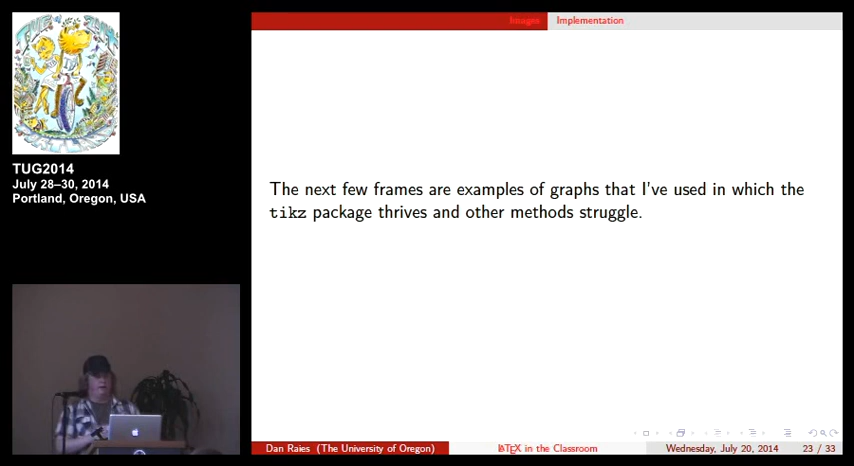 TUG2014
July 28–30, 2014
Portland, Oregon, USA
Images
Implementation
The next few frames are examples of graphs that I've used in which the
tikz package thrives and other methods struggle.
Dan Raies (The University of Oregon)
LATEX in the Classroom
Wednesday, July 20, 2014
23 / 33